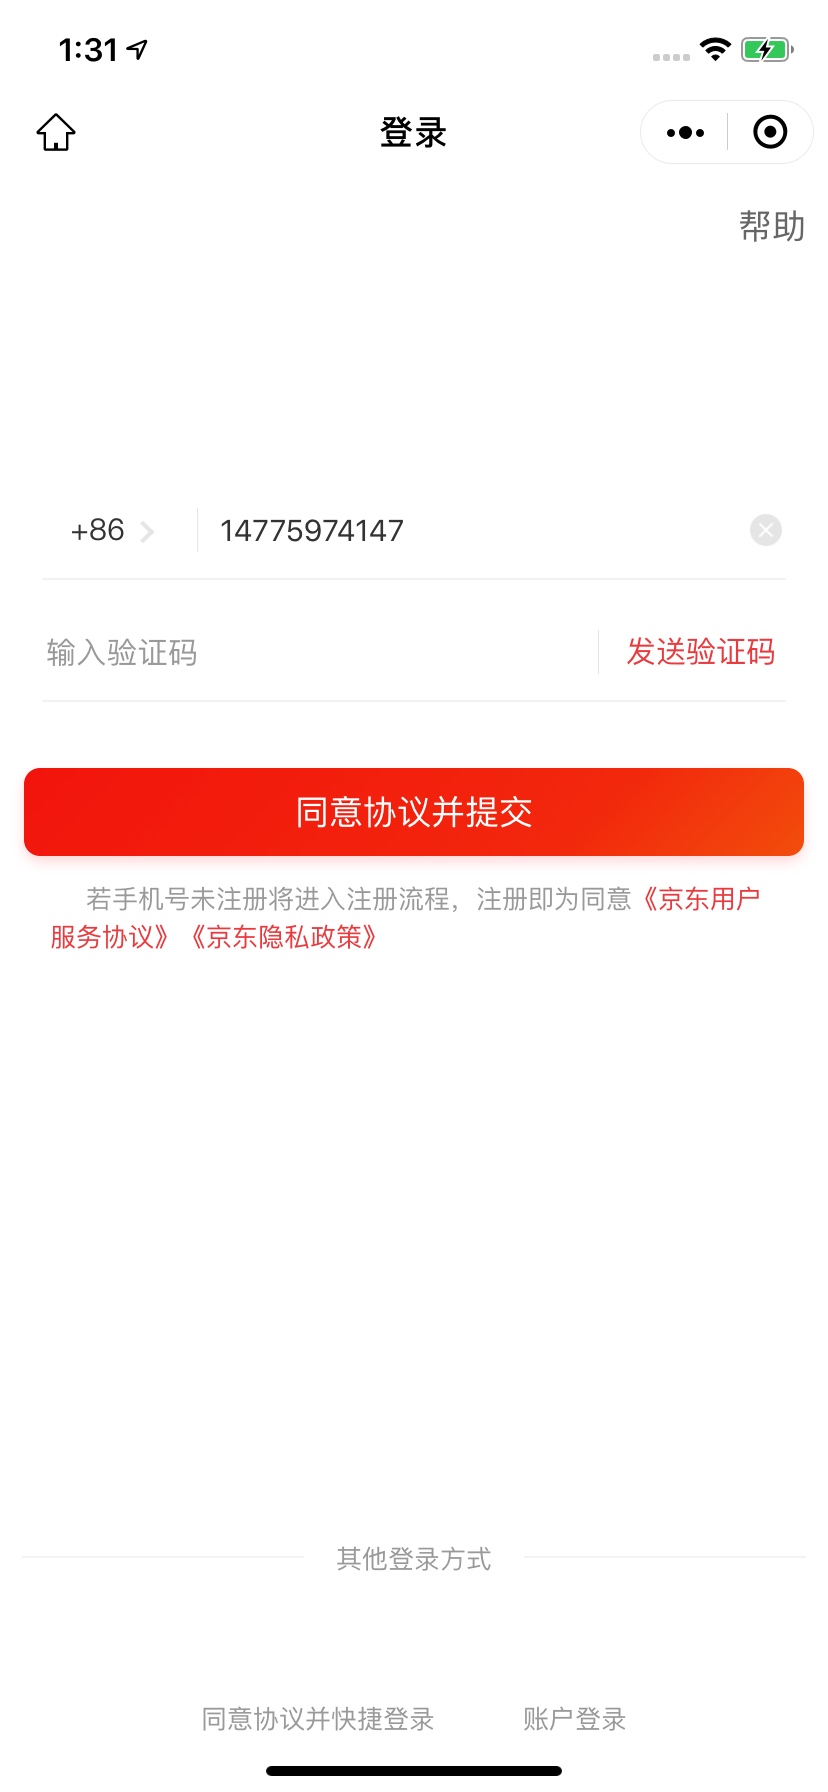 1:31
登录
帮助
+86 14775974147
输入验证码 发送验证码
同意协议并提交
若手机号未注册将进入注册流程，注册即为同意《京东用户
服务协议》《京东隐私政策》
其他登录方式
同意协议并快捷登录 账户登录